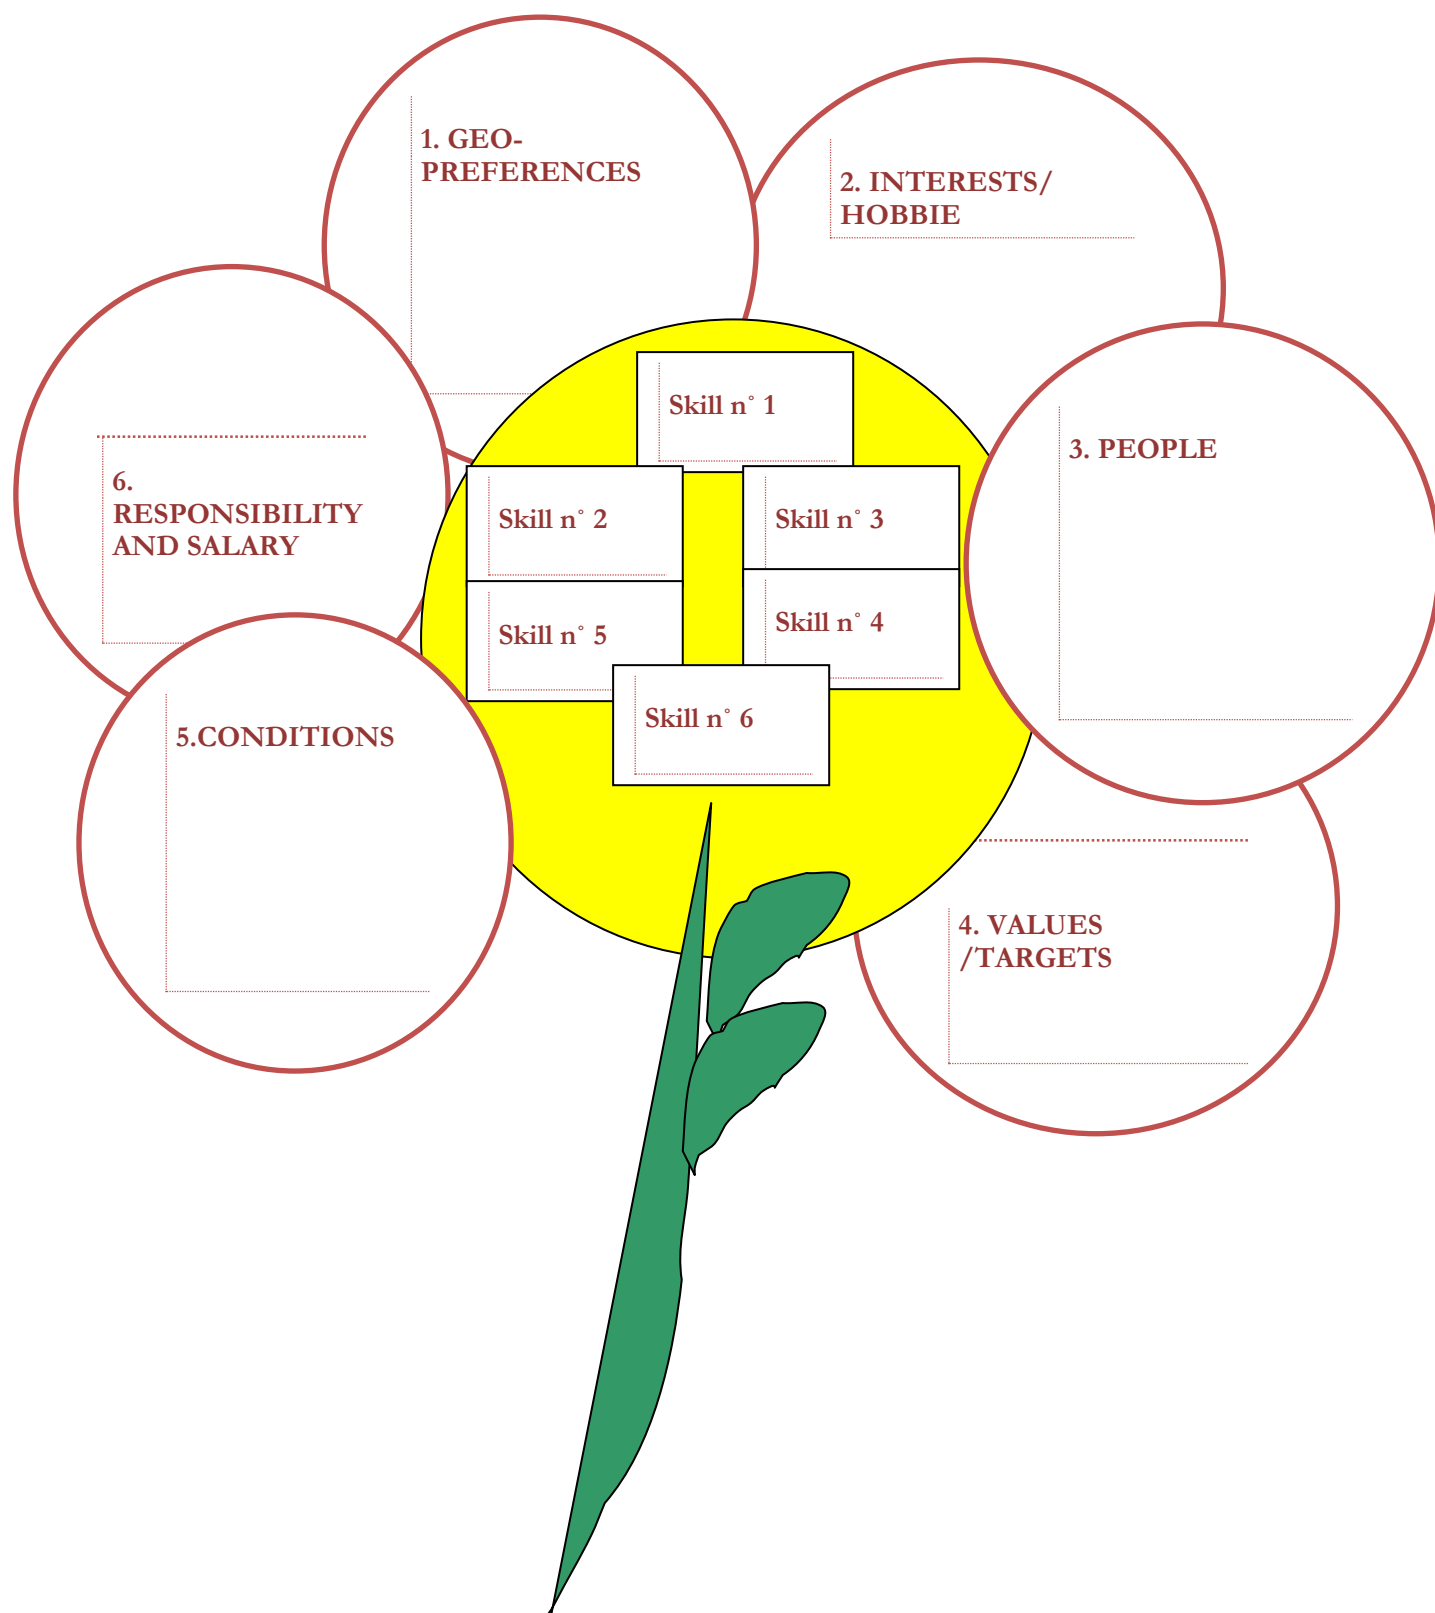 1. GEO-
PREFERENCES
2. INTERESTS/
HOBBIE
3. PEOPLE
4. VALUES
/TARGETS
5.CONDITIONS
6.
RESPONSIBILITY
AND SALARY
Skill n° 1
Skill n° 2
Skill n° 3
Skill n° 4
Skill n° 5
Skill n° 6